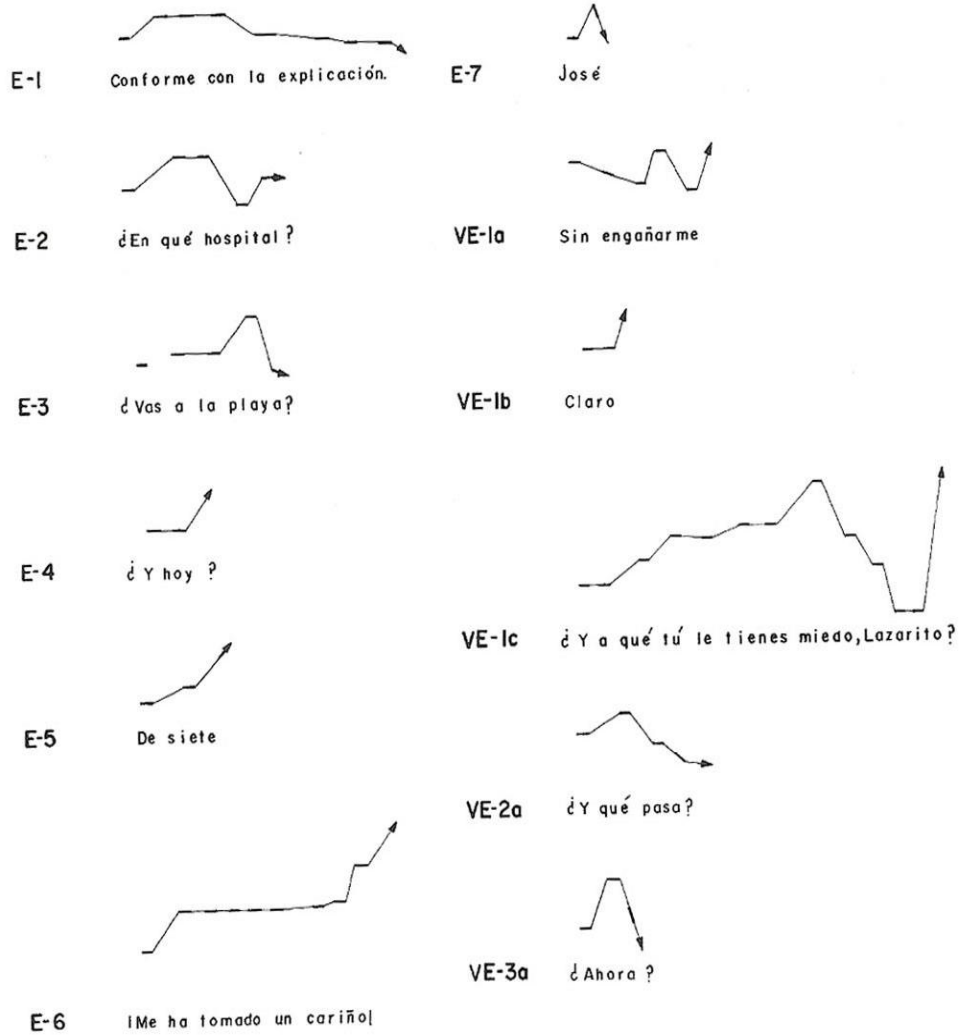 E-1 Conforme con la explicación.
E-2 ¿En qué hospital?
E-3 ¿Vas a la playa?
E-4 ¿Y hoy ?
E-5 De siete
E-6 ¡Me ha tomado un cariño!
E-7 José
VE-1a Sin engañarme
VE-1b Claro
VE-1c ¿Y a qué tú le tienes miedo, Lazarito?
VE-2a ¿Y qué pasa?
VE-3a ¿Ahora ?